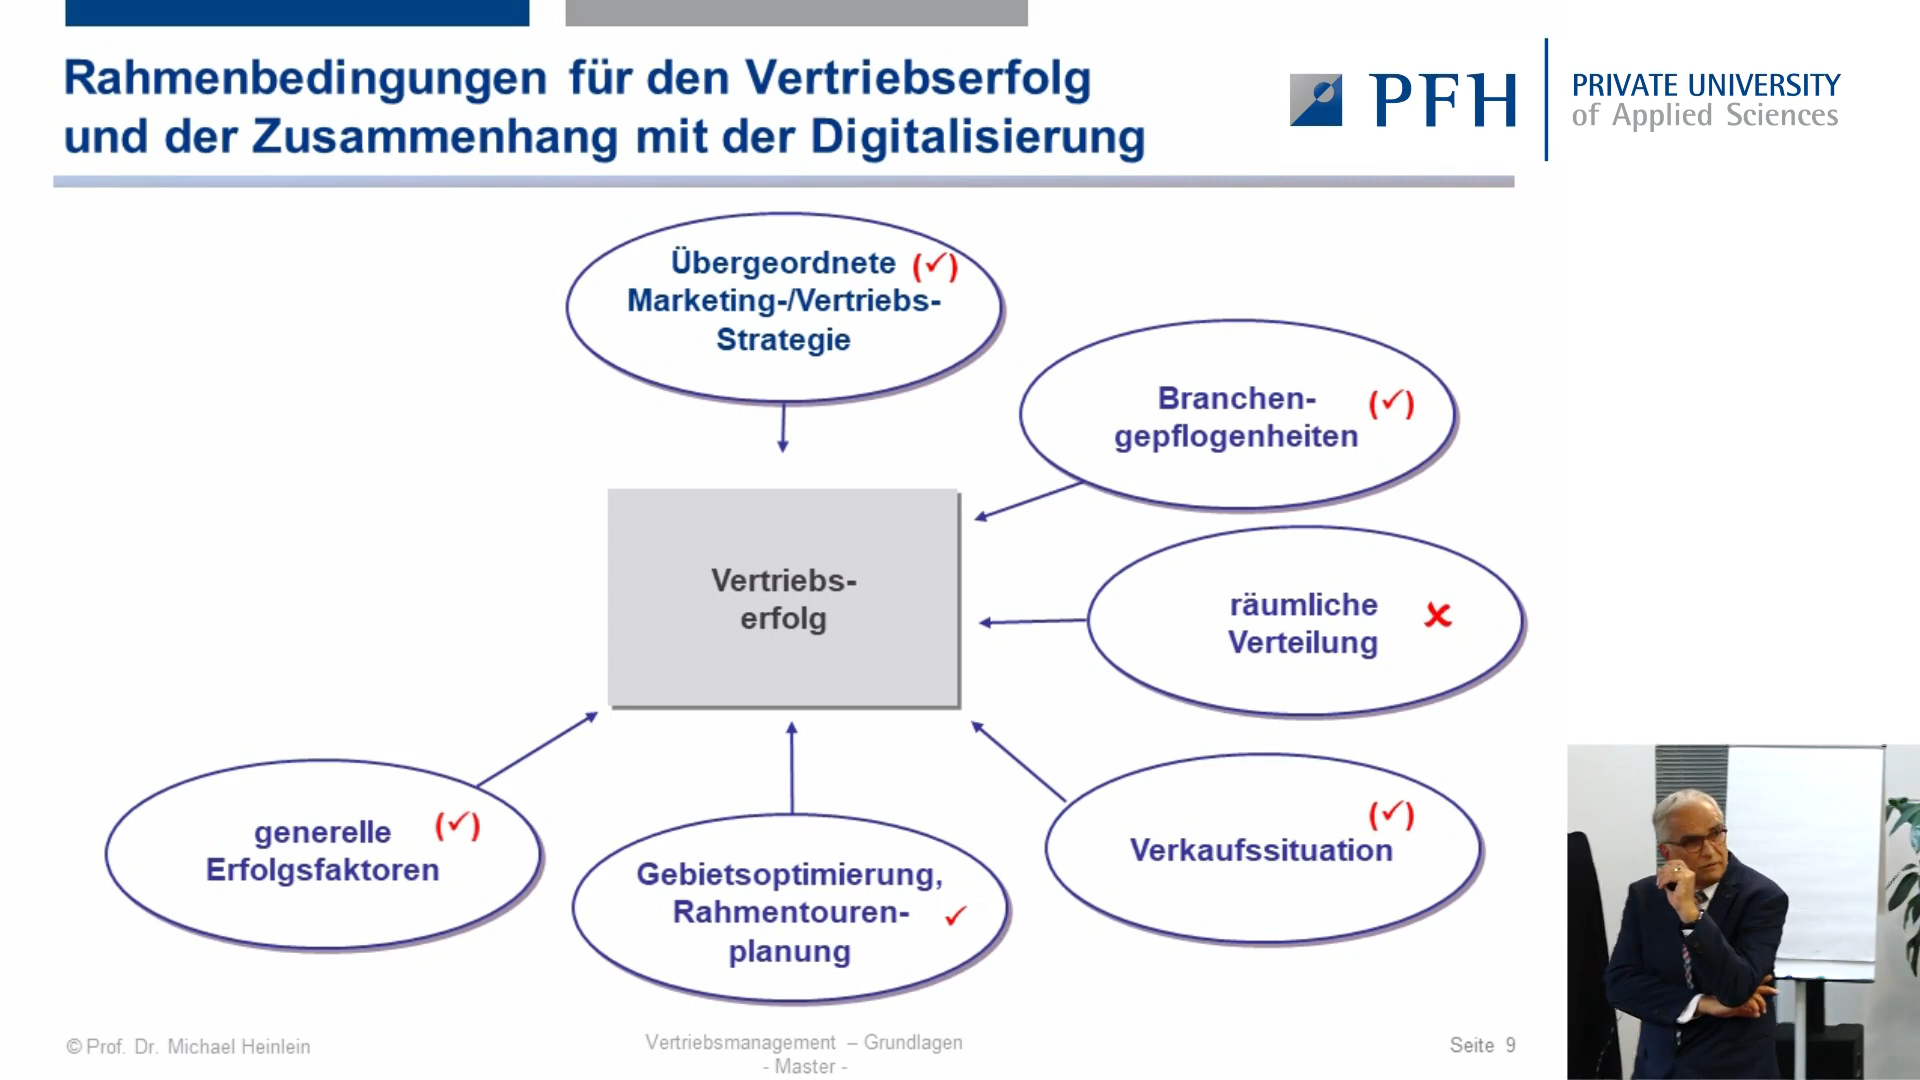 Rahmenbedingungen für den Vertriebserfolg
und der Zusammenhang mit der Digitalisierung
PFH
PRIVATE UNIVERSITY
of Applied Sciences
Übergeordnete (✓)
Marketing-/Vertriebs-
Strategie
Branchen- (✓)
gepflogenheiten
Vertriebs-
erfolg
räumliche
Verteilung ✘
generelle (✓)
Erfolgsfaktoren
Gebietsoptimierung,
Rahmentouren- ✓
planung
(✓)
Verkaufssituation
© Prof. Dr. Michael Heinlein
Vertriebsmanagement – Grundlagen
- Master -
Seite 9